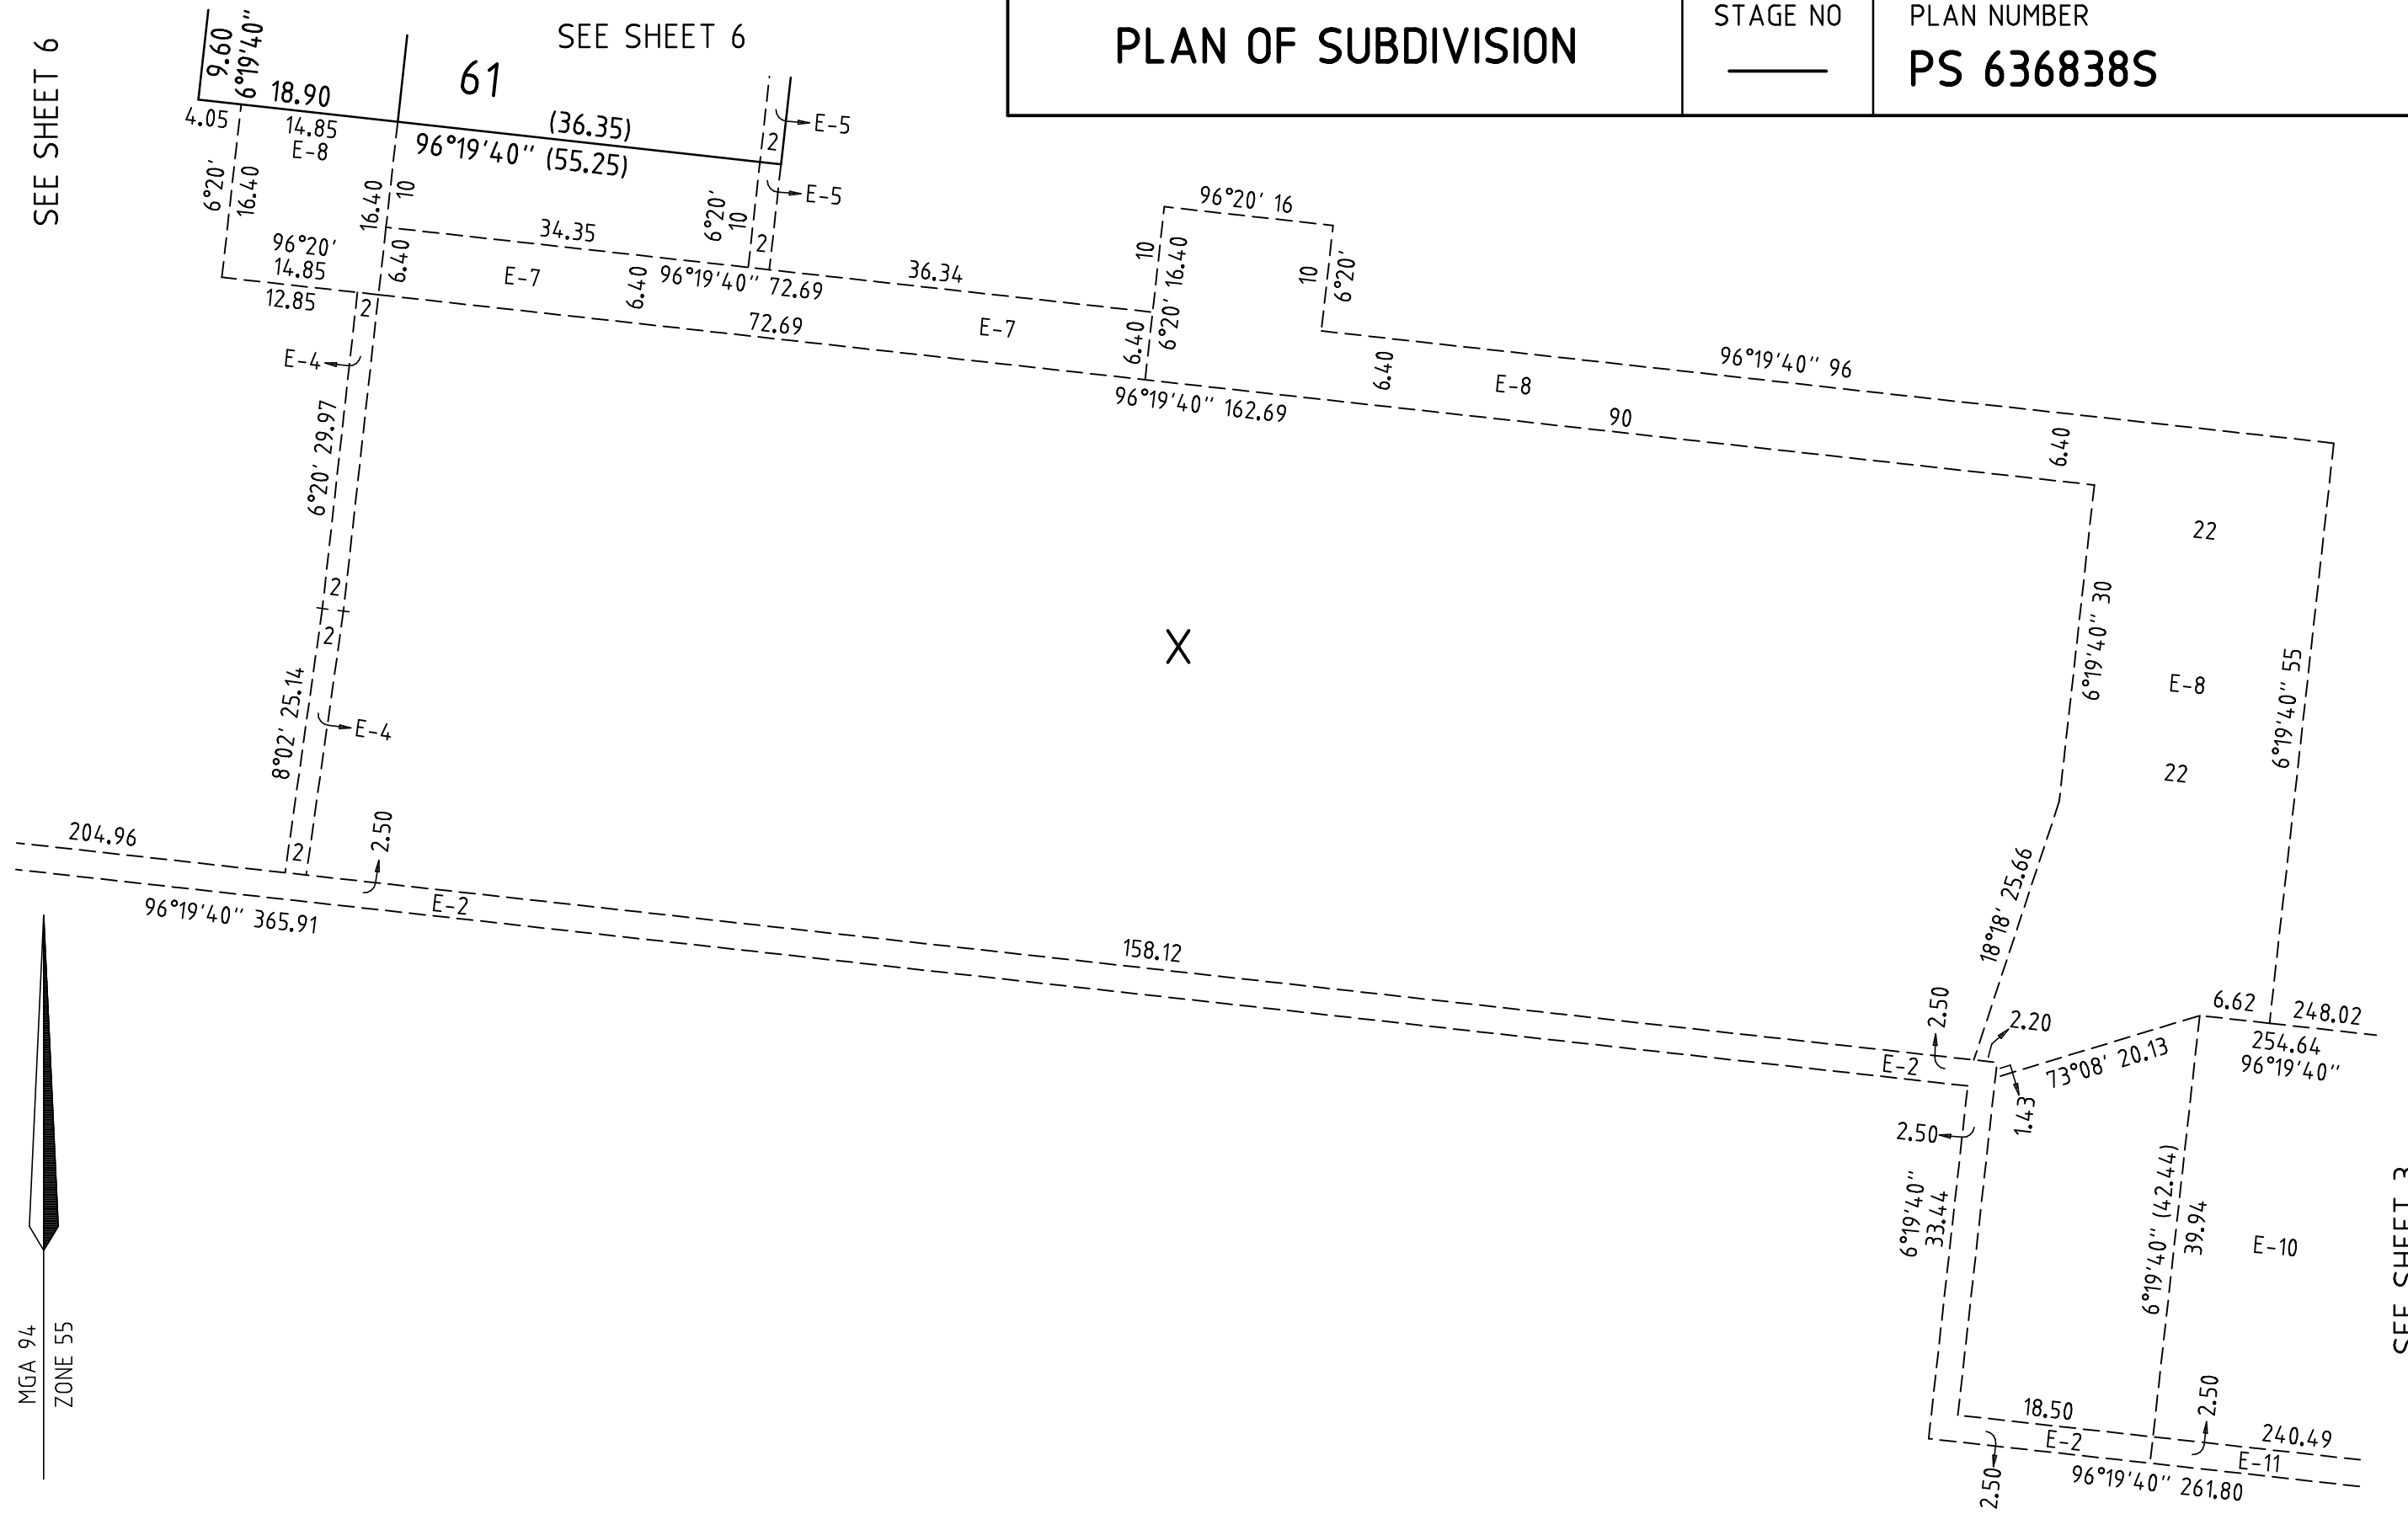 SEE SHEET 6
9.60
6°19'40"
SEE SHEET 6
61
PLAN OF SUBDIVISION
STAGE NO
PLAN NUMBER
PS 636838S
18.90
4.05
14.85
E-8
(36.35)
96°19'40" (55.25)
2
E-5
E-5
6°20'
16.40
16.40
10
34.35
6°20'
10
2
96°20' 16
10
6°20' 16.40
10
6°20'
96°20'
14.85
12.85
2
6.40
E-7
6.40
96°19'40" 72.69
36.34
72.69
E-7
6.40
E-4
96°19'40" 162.69
6.40
E-8
96°19'40" 96
90
6.40
22
6°20' 29.97
2
2
X
6°19'40" 30
E-8
6°19'40" 55
22
8°02' 25.14
E-4
204.96
2
2.50
18°18' 25.66
96°19'40" 365.91
E-2
158.12
2.50
2.20
6.62
248.02
254.64
96°19'40"
E-2
73°08' 20.13
1.43
2.50
6°19'40"
33.44
6°19'40" (42.44)
39.94
E-10
SEE SHEET 3
MGA 94
ZONE 55
18.50
2.50
240.49
E-2
E-11
2.50
96°19'40" 261.80